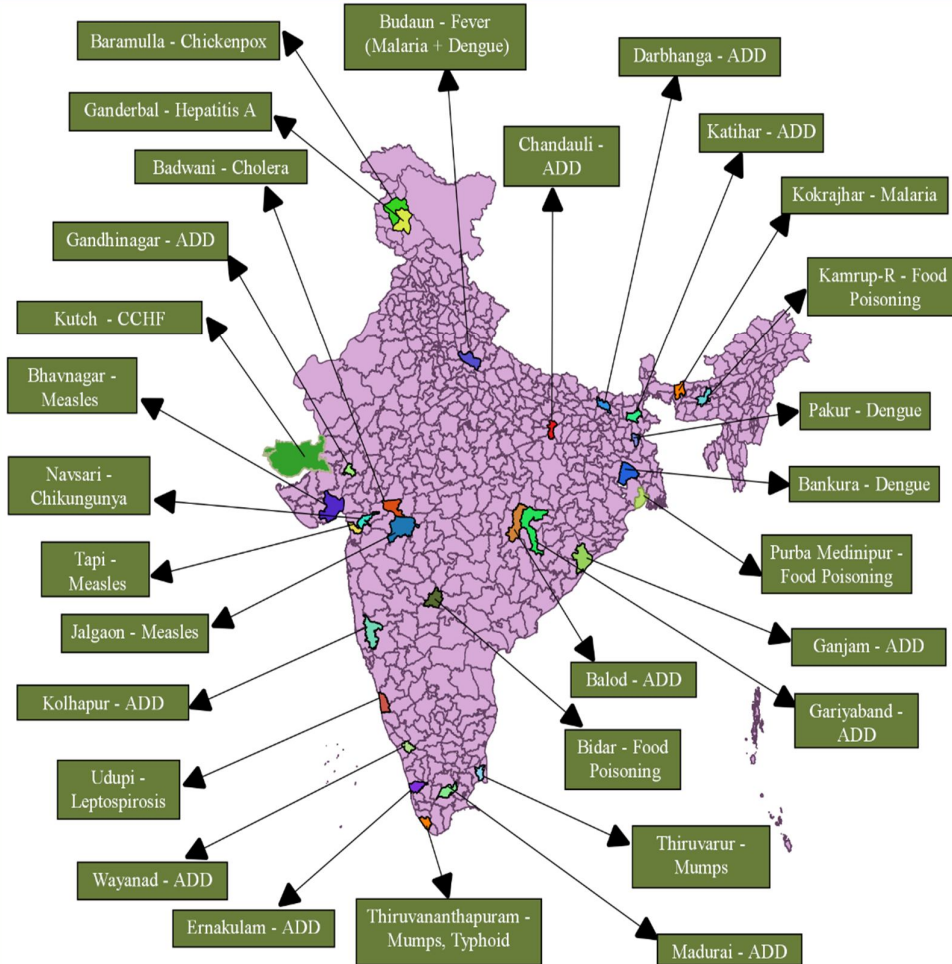 Baramulla - Chickenpox
Budaun - Fever
(Malaria + Dengue)
Darbhanga - ADD
Ganderbal - Hepatitis A
Katihar - ADD
Chandauli -
ADD
Badwani - Cholera
Kokrajhar - Malaria
Gandhinagar - ADD
Kamrup-R - Food
Poisoning
Kutch - CCHF
Bhavnagar -
Measles
Pakur - Dengue
Navsari -
Chikungunya
Bankura - Dengue
Tapi -
Measles
Purba Medinipur -
Food Poisoning
Jalgaon - Measles
Ganjam - ADD
Balod - ADD
Kolhapur - ADD
Gariyaband -
ADD
Bidar - Food
Poisoning
Udupi -
Leptospirosis
Thiruvarur -
Mumps
Wayanad - ADD
Ernakulam - ADD
Thiruvananthapuram -
Mumps, Typhoid
Madurai - ADD